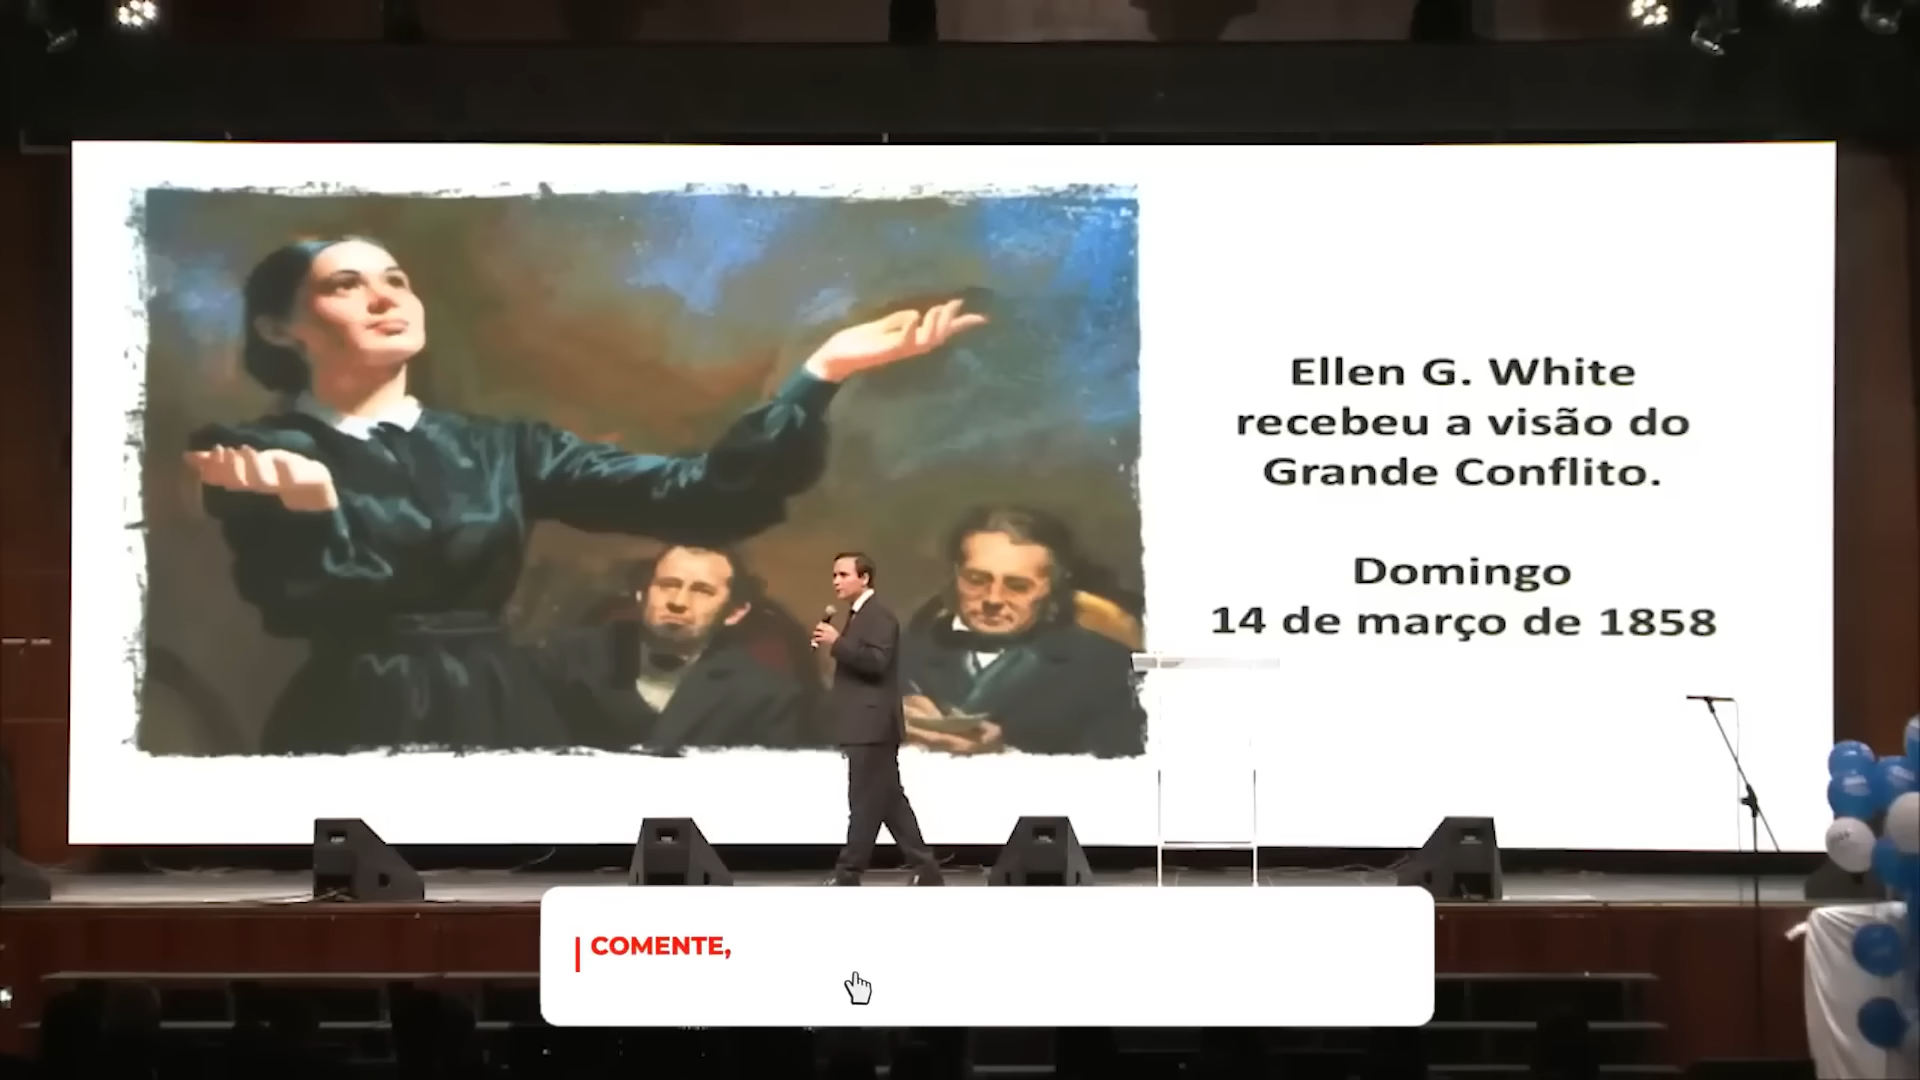 Ellen G. White
recebeu a visão do
Grande Conflito.
Domingo
14 de março de 1858
COMENTE,